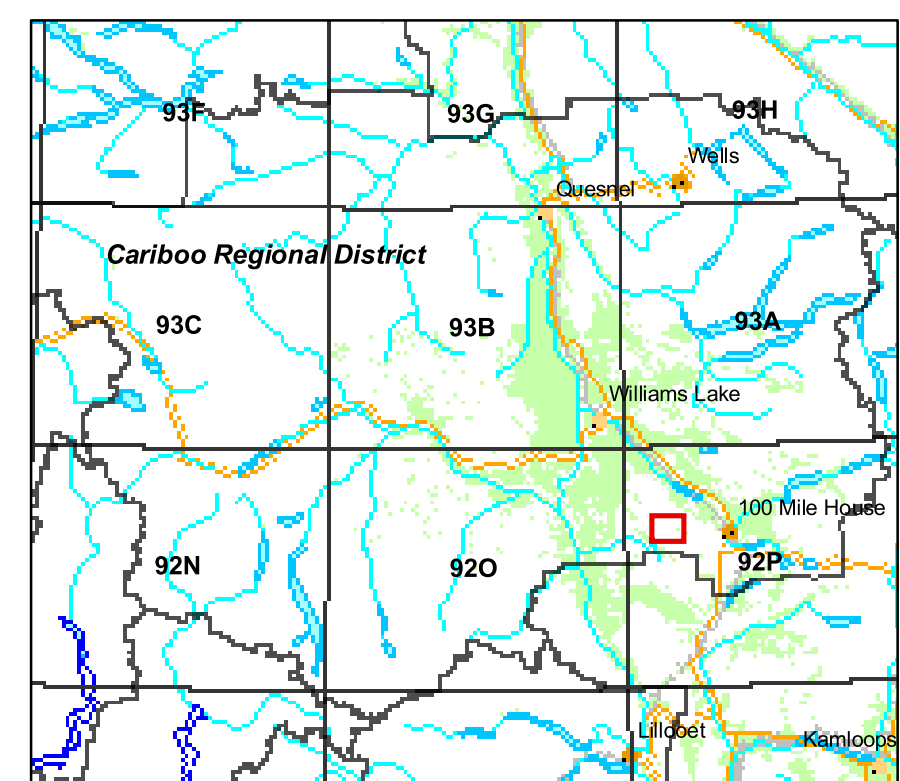 93F
93G
93H
Wells
Quesnel
Cariboo Regional District
93C
93B
93A
Williams Lake
100 Mile House
92N
92O
92P
Lillooet
Kamloops